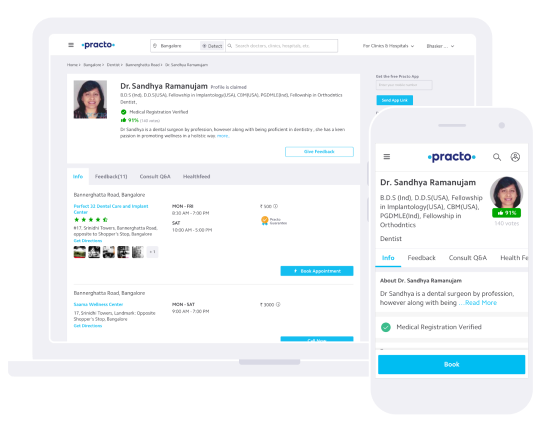 •practo•
Bangalore
Detect
Search doctors, clinics, hospitals, etc.
For Clinics & Hospitals
Bhasker ...
Home > Bangalore > Dentist > Bannerghatta Road > Dr. Sandhya Ramanujam
Dr. Sandhya Ramanujam Profile is claimed
B.D.S (Ind), D.D.S(USA), Fellowship in Implantology(USA), CBM(USA), PGDMLE(Ind), Fellowship in Orthodntics
Dentist,
Medical Registration Verified
91% (140 votes)
Dr Sandhya is a dental surgeon by profession, however along with being proficient in dentistry, she has been
passion in promoting wellness in a holistic way. more
Give Feedback
Get the free Practo App
Send App Link
Info
Feedback(11)
Consult Q&A
Healthfeed
Bannerghatta Road, Bangalore
Perfect 32 Dental Care and Implant
Center
#17, Srinidhi Towers, Bannerghatta Road,
opposite to Shopper's Stop, Bangalore
Get Directions
+1
MON - FRI
8:30 AM - 7:00 PM
SAT
10:00 AM - 5:00 PM
₹ 300
Practo
Guarantee
Book Appointment
Bannerghatta Road, Bangalore
Saaria Wellness Center
17, Srinidhi Towers, Landmark: Opposite
Shopper's Stop, Bangalore
Get Directions
MON - SAT
9:00 AM - 7:00 PM
₹ 3000
Call Now
•practo•
Dr. Sandhya Ramanujam
B.D.S (Ind), D.D.S(USA), Fellowship
in Implantology(USA), CBM(USA),
PGDMLE(Ind), Fellowship in
Orthodntics
Dentist
91%
140 votes
Info
Feedback
Consult Q&A
Health Fe
About Dr. Sandhya Ramanujam
Dr Sandhya is a dental surgeon by profession,
however along with being ...Read More
Medical Registration Verified
Book